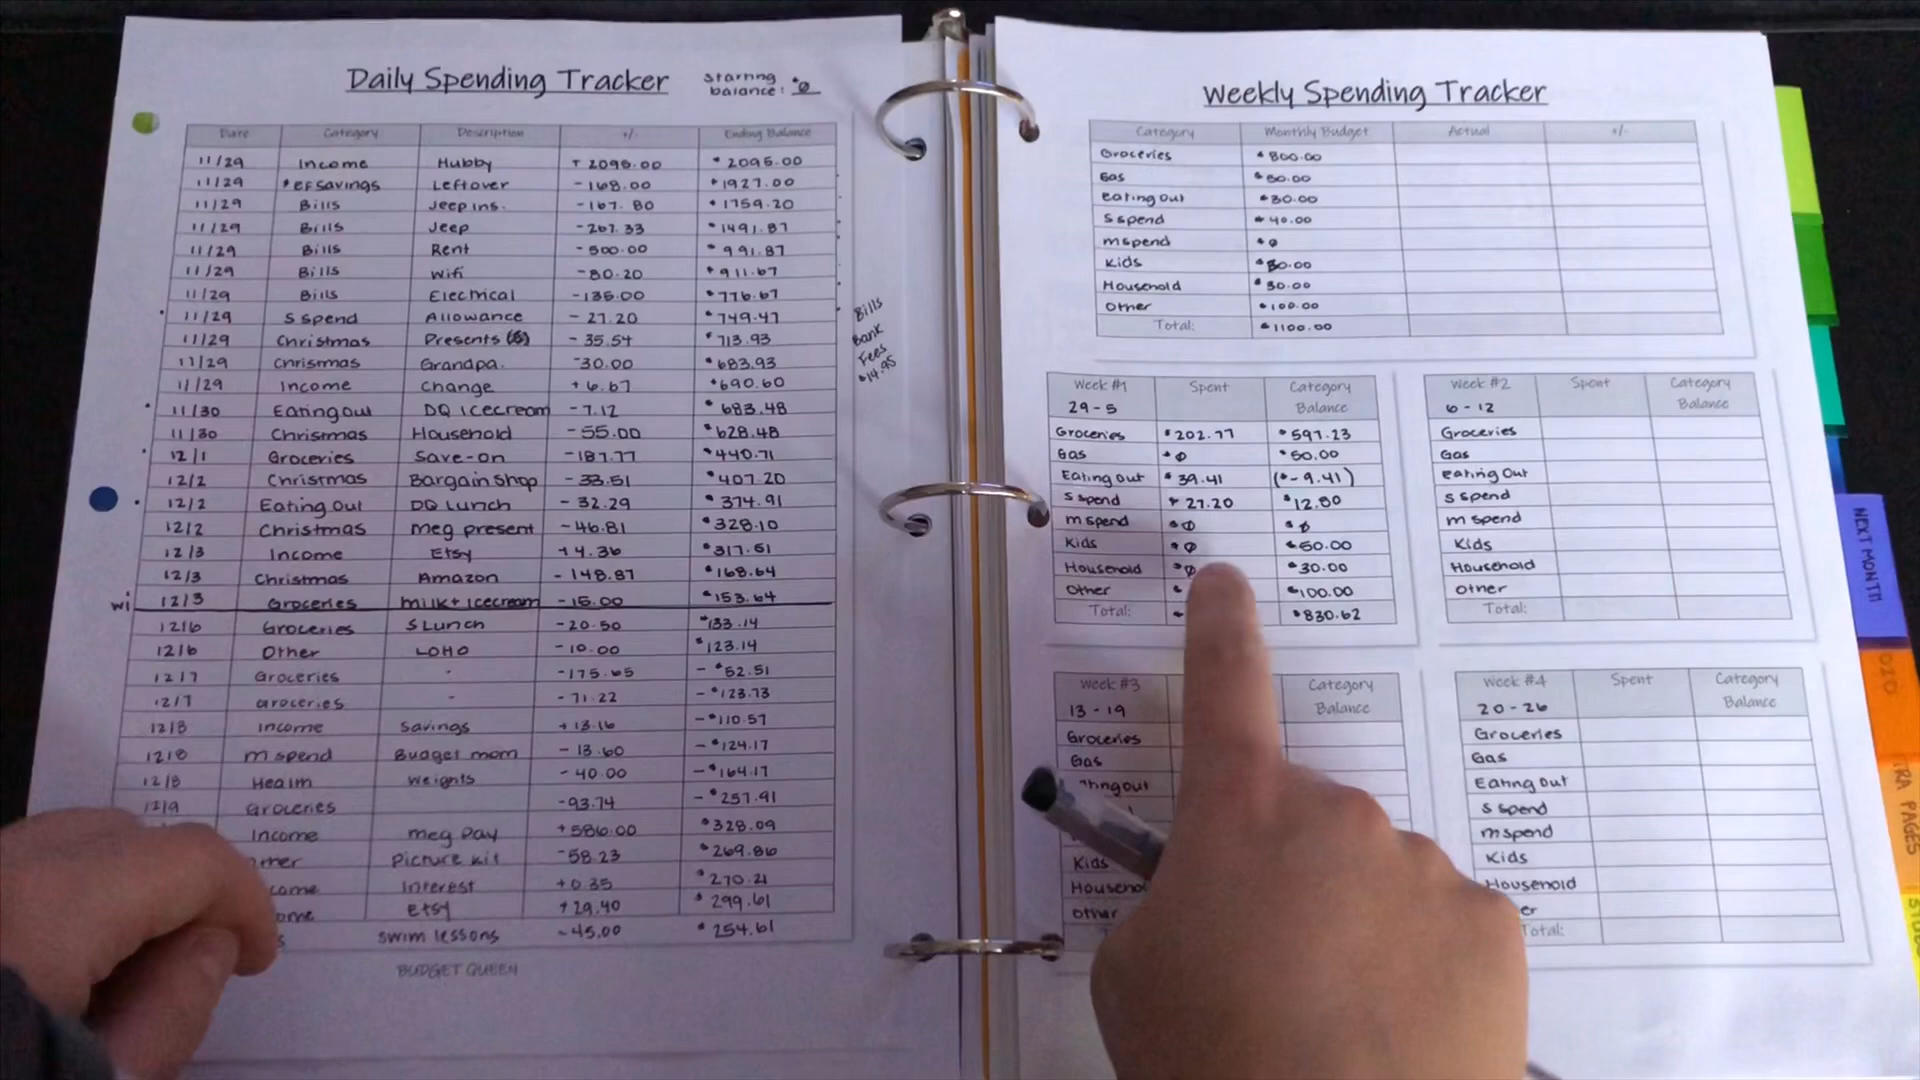 Daily Spending Tracker
starting balance: $0
Date Category Description +/- Ending Balance
11/29 Income Hubby + 2095.00 $2095.00
11/29 *EF savings Leftover -168.00 $1927.00
11/29 Bills Jeep ins. -167.80 $1759.20
11/29 Bills Jeep -267.33 $1491.87
11/29 Bills Rent -500.00 $991.87
11/29 Bills Wifi -80.20 $911.67
11/29 Bills Electrical -135.00 $776.67
11/29 S spend Allowance -27.20 $749.47
11/29 Christmas Presents -35.54 $713.93
11/29 Christmas Grandpa. -30.00 $683.93
11/29 Income Change +6.67 $690.60
11/30 Eating out DQ icecream -7.12 $683.48
11/30 Christmas Household -55.00 $628.48
12/1 Groceries Save-on -187.77 $440.71
12/2 Christmas Bargain Shop -33.51 $407.20
12/2 Eating Out DQ Lunch -32.29 $374.91
12/2 Christmas meg present -46.81 $328.10
12/3 Income Etsy +4.36 $317.51
12/3 Christmas Amazon -148.87 $168.64
W1 12/3 Groceries milk + icecream -15.00 $153.64
12/6 Groceries S Lunch -20.50 $133.14
12/6 Other LOHO -10.00 $123.14
12/7 Groceries - -175.65 -$52.51
12/7 Groceries - -71.22 -$123.73
12/8 Income Savings +13.16 -$110.57
12/8 m spend Budget mom -13.60 -$124.17
12/8 Health weights -40.00 -$164.17
12/9 Groceries -93.74 -$257.91
Income meg pay +586.00 $328.09
picture kit -58.23 $269.86
Interest +0.35 $270.21
etsy +29.40 $299.61
swim lessons -45.00 $254.61
BUDGET QUEEN
Bills
Bank
Fees
$14.95
Weekly Spending Tracker
Category Monthly Budget Actual +/-
Groceries $800.00
Gas $50.00
eating out $30.00
S spend $40.00
m spend $0
Kids
Household $30.00
Other $100.00
Total: $1100.00
Week #1 Spent Category Balance
29 - 5
Groceries $202.77 $597.23
Gas $0 $50.00
Eating Out $39.41 ($-9.41)
S spend $27.20 $12.80
m spend $0 $0
Kids $0 $50.00
Household $0 $30.00
Other $100.00
Total: $830.62
Week #2 Spent Category Balance
6 - 12
Groceries
Gas
eating Out
S spend
m spend
Kids
Household
other
Total:
Week #3 Category Balance
13 - 19
Groceries
Gas
Kids
other
Week #4 Spent Category Balance
20 - 26
Groceries
Gas
Eating out
S spend
m spend
Kids
Household
Total:
NEXT MONTH
PAGES